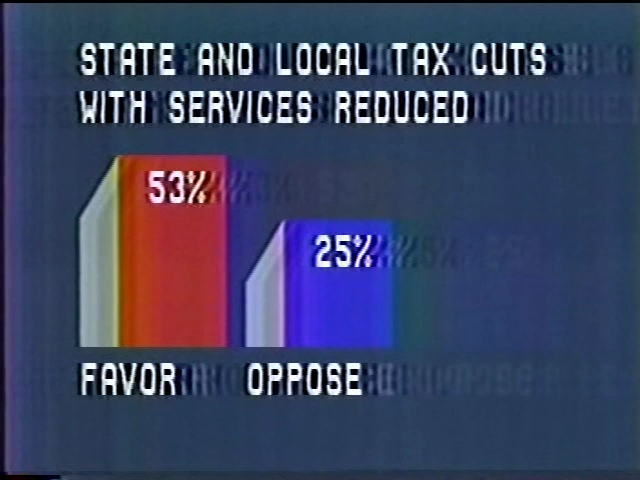 STATE AND LOCAL TAX CUTS
WITH SERVICES REDUCED
53%
25%
FAVOR OPPOSE